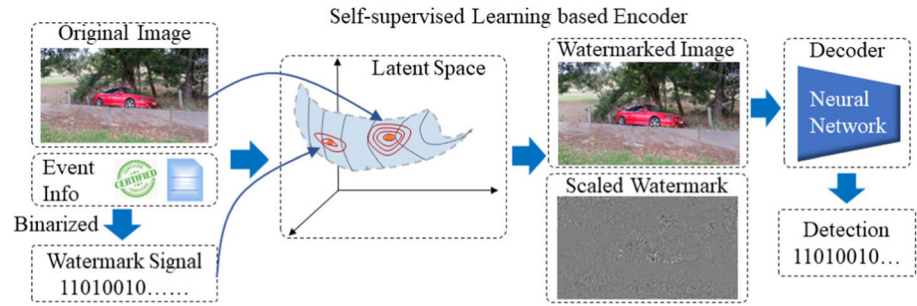 Self-supervised Learning based Encoder
Original Image
Event
Info
CERTIFIED
Binarized
Watermark Signal
11010010......
Latent Space
Watermarked Image
Scaled Watermark
Decoder
Neural
Network
Detection
11010010...